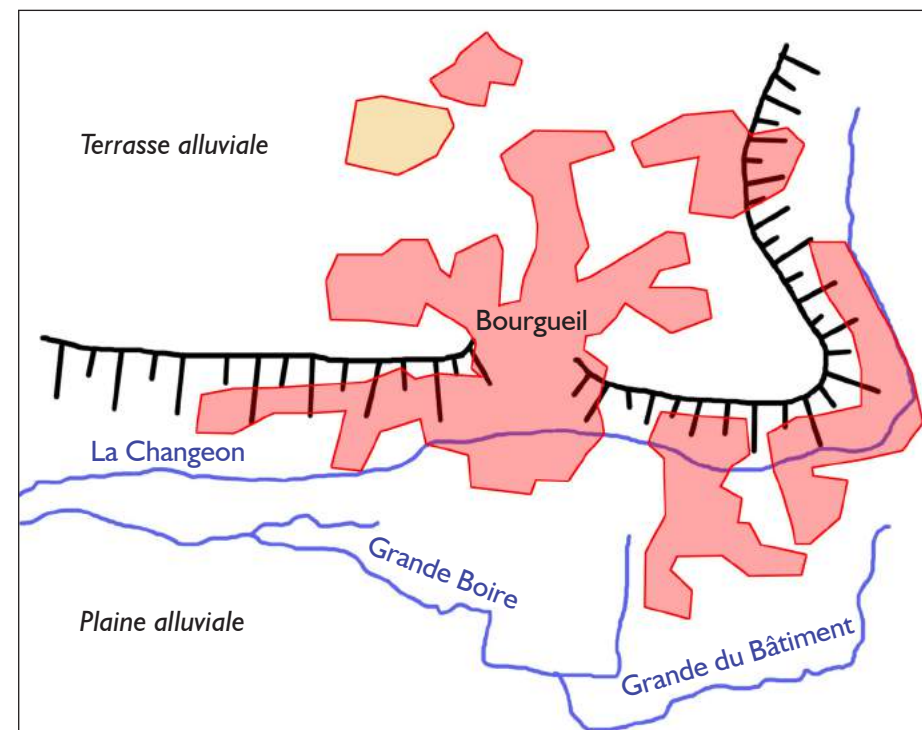 Terrasse alluviale
Bourgueil
La Changeon
Grande Boire
Plaine alluviale
Grande du Bâtiment